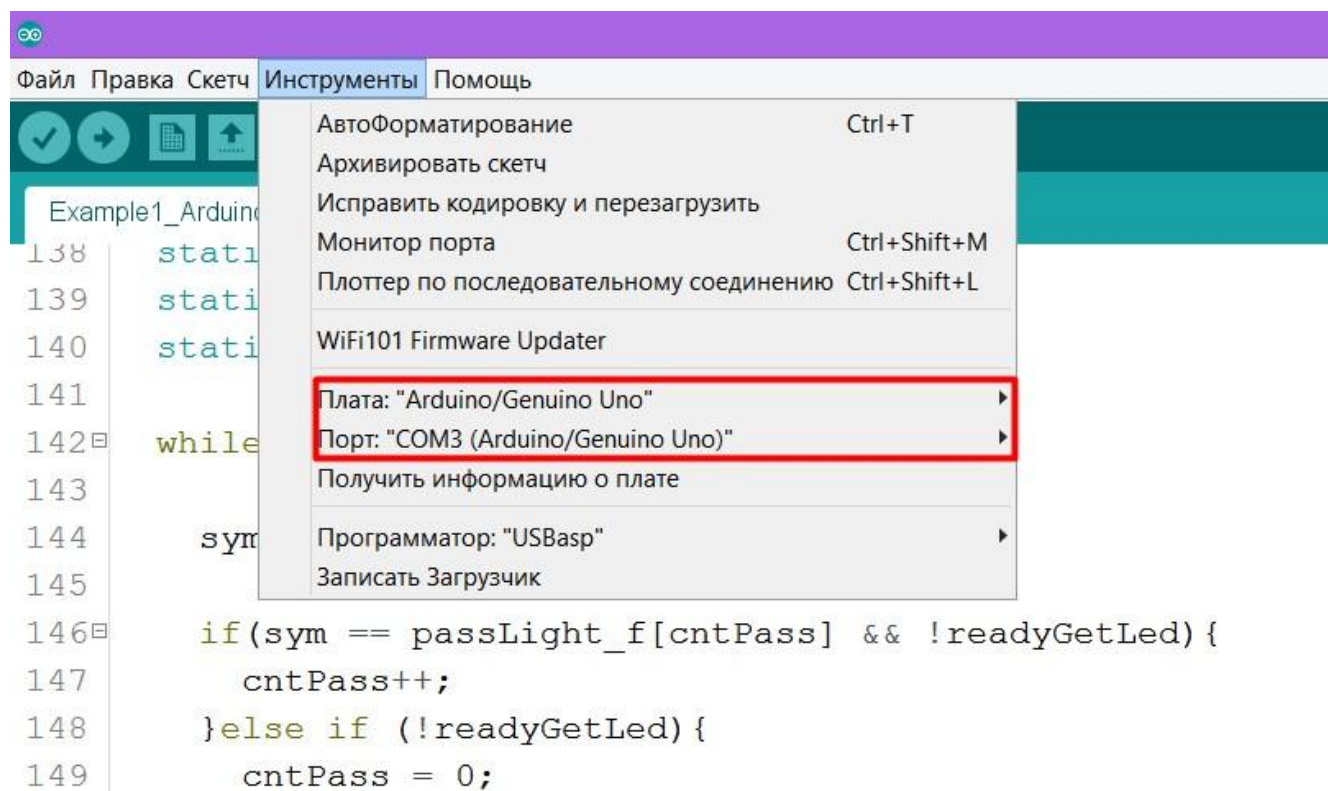 Файл Правка Скетч Инструменты Помощь
АвтоФорматирование Ctrl+T
Архивировать скетч
Исправить кодировку и перезагрузить
Монитор порта Ctrl+Shift+M
Плоттер по последовательному соединению Ctrl+Shift+L
WiFi101 Firmware Updater
Плата: "Arduino/Genuino Uno"
Порт: "COM3 (Arduino/Genuino Uno)"
Получить информацию о плате
Программатор: "USBasp"
Записать Загрузчик
Example1_Arduino
138 stati
139 stati
140 stati
141
142 while
143
144 sym
145
146 if(sym == passLight_f[cntPass] && !readyGetLed){
147 cntPass++;
148 }else if (!readyGetLed){
149 cntPass = 0;